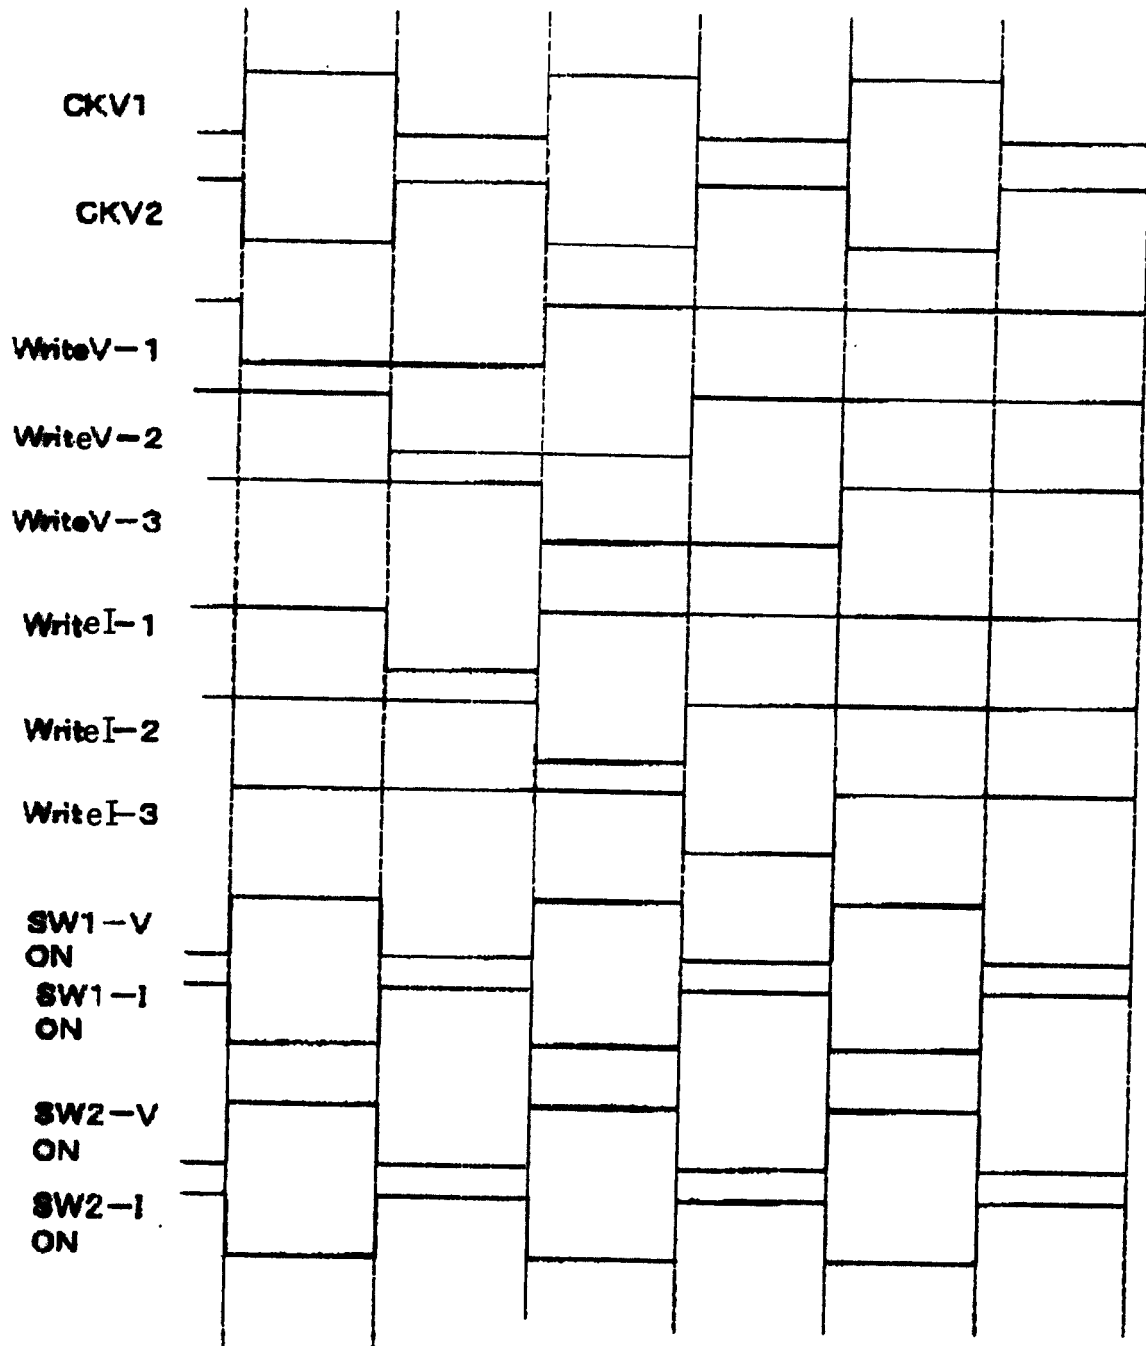 CKV1
CKV2
WriteV-1
WriteV-2
WriteV-3
WriteI-1
WriteI-2
WriteI-3
SW1-V
ON
SW1-I
ON
SW2-V
ON
SW2-I
ON